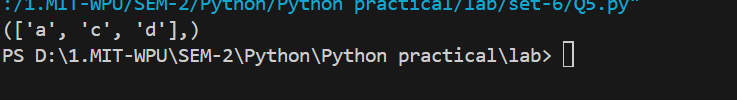 :/1.MIT-WPU/SEM-2/Python/Python practical/lab/set-6/Q5.py"
(['a', 'c', 'd'],)
PS D:\1.MIT-WPU\SEM-2\Python\Python practical\lab>